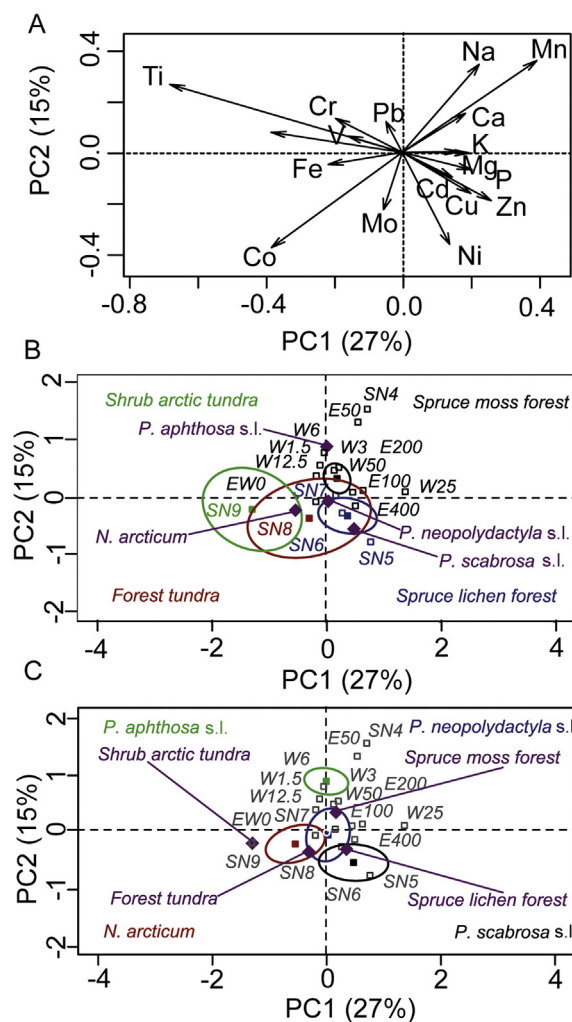 A
PC2 (15%)
0.4
0.0
-0.4
Ti
Cr
Pb
Na
Mn
V
Ca
K
Fe
Mg
P
Cd
Cu
Zn
Mo
Co
Ni
-0.8
-0.4
0.0
0.4
PC1 (27%)
B
PC2 (15%)
2
1
0
-1
-2
Shrub arctic tundra
Spruce moss forest
SN4
E50
W6
P. aphthosa s.l.
W1.5
W3
E200
W12.5
W50
EW0
SN7
E100
W25
SN9
SN8
E400
N. arcticum
SN6
P. neopolydactyla s.l.
SN5
P. scabrosa s.l.
Forest tundra
Spruce lichen forest
-4
-2
0
2
4
PC1 (27%)
C
PC2 (15%)
2
1
0
-1
-2
P. aphthosa s.l.
P. neopolydactyla s.l.
E50
SN4
Shrub arctic tundra
W6
Spruce moss forest
W1.5
W3
W12.5
W50
E200
EW0
SN7
E100
W25
SN9
SN8
E400
SN6
SN5
Forest tundra
Spruce lichen forest
N. arcticum
P. scabrosa s.l.
-4
-2
0
2
4
PC1 (27%)